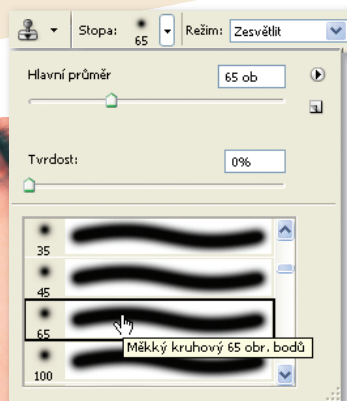 Stopa: 65 Režim: Zesvětlit
Hlavní průměr 65 ob
Tvrdost: 0%
35
45
65
Měkký kruhový 65 obr. bodů
100